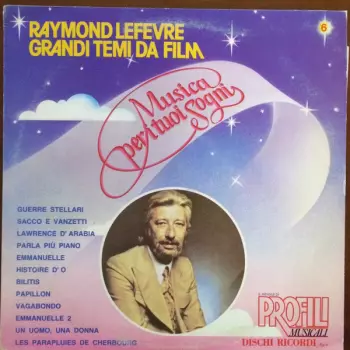 RAYMOND LEFEVRE
GRANDI TEMI DA FILM
6
Musica
per i tuoi Sogni
GUERRE STELLARI
SACCO E VANZETTI
LAWRENCE D'ARABIA
PARLA PIÙ PIANO
EMMANUELLE
HISTOIRE D'O
BILITIS
PAPILLON
VAGABONDO
EMMANUELLE 2
UN UOMO, UNA DONNA
LES PARAPLUIES DE CHERBOURG
PROFILI
MUSICALI
DISCHI RICORDI